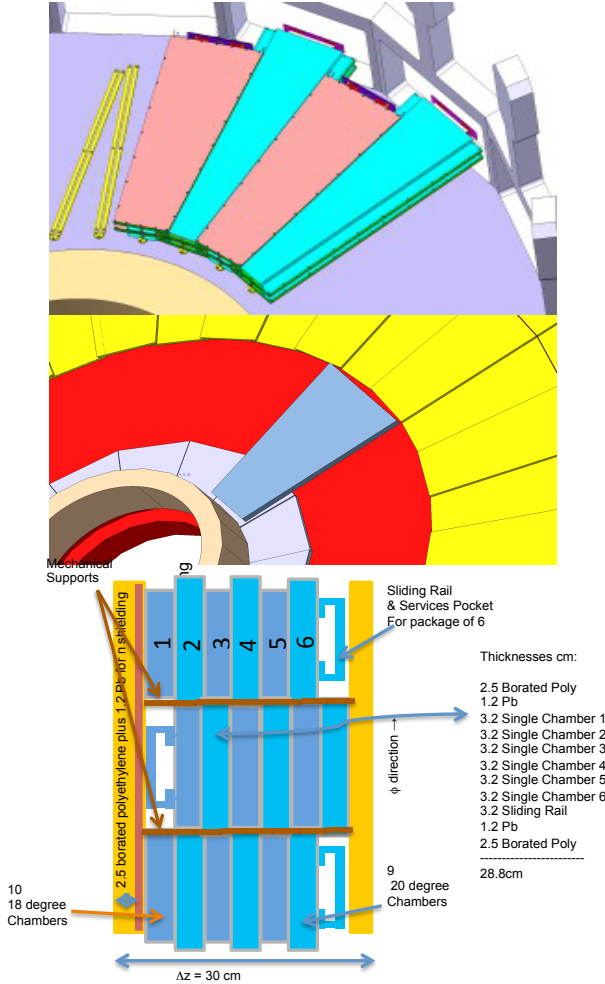 Mechanical
Supports
ng
2.5 borated polyethylene plus 1.2 Pb for n shielding
1
2
3
4
5
6
Sliding Rail
& Services Pocket
For package of 6
Thicknesses cm:
2.5 Borated Poly
1.2 Pb
3.2 Single Chamber 1
3.2 Single Chamber 2
3.2 Single Chamber 3
3.2 Single Chamber 4
3.2 Single Chamber 5
3.2 Single Chamber 6
3.2 Sliding Rail
1.2 Pb
2.5 Borated Poly
------------------------
28.8cm
ϕ direction →
10
18 degree
Chambers
9
20 degree
Chambers
Δz = 30 cm